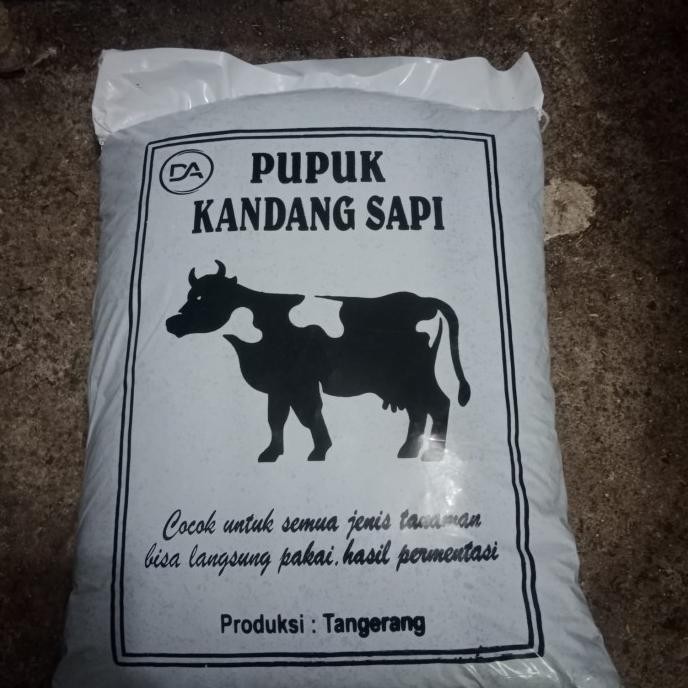 DA
PUPUK
KANDANG SAPI
Cocok untuk semua jenis tanaman
bisa langsung pakai, hasil permentasi
Produksi : Tangerang